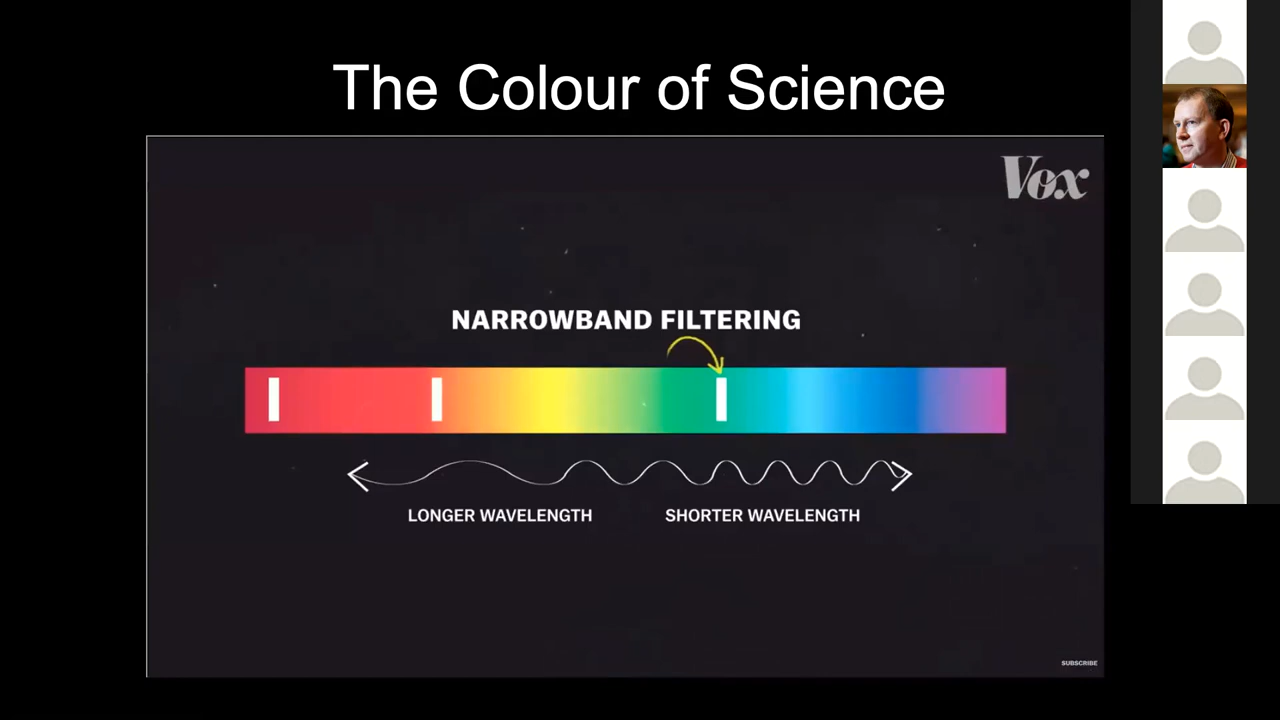 The Colour of Science
Vox
NARROWBAND FILTERING
LONGER WAVELENGTH
SHORTER WAVELENGTH
SUBSCRIBE